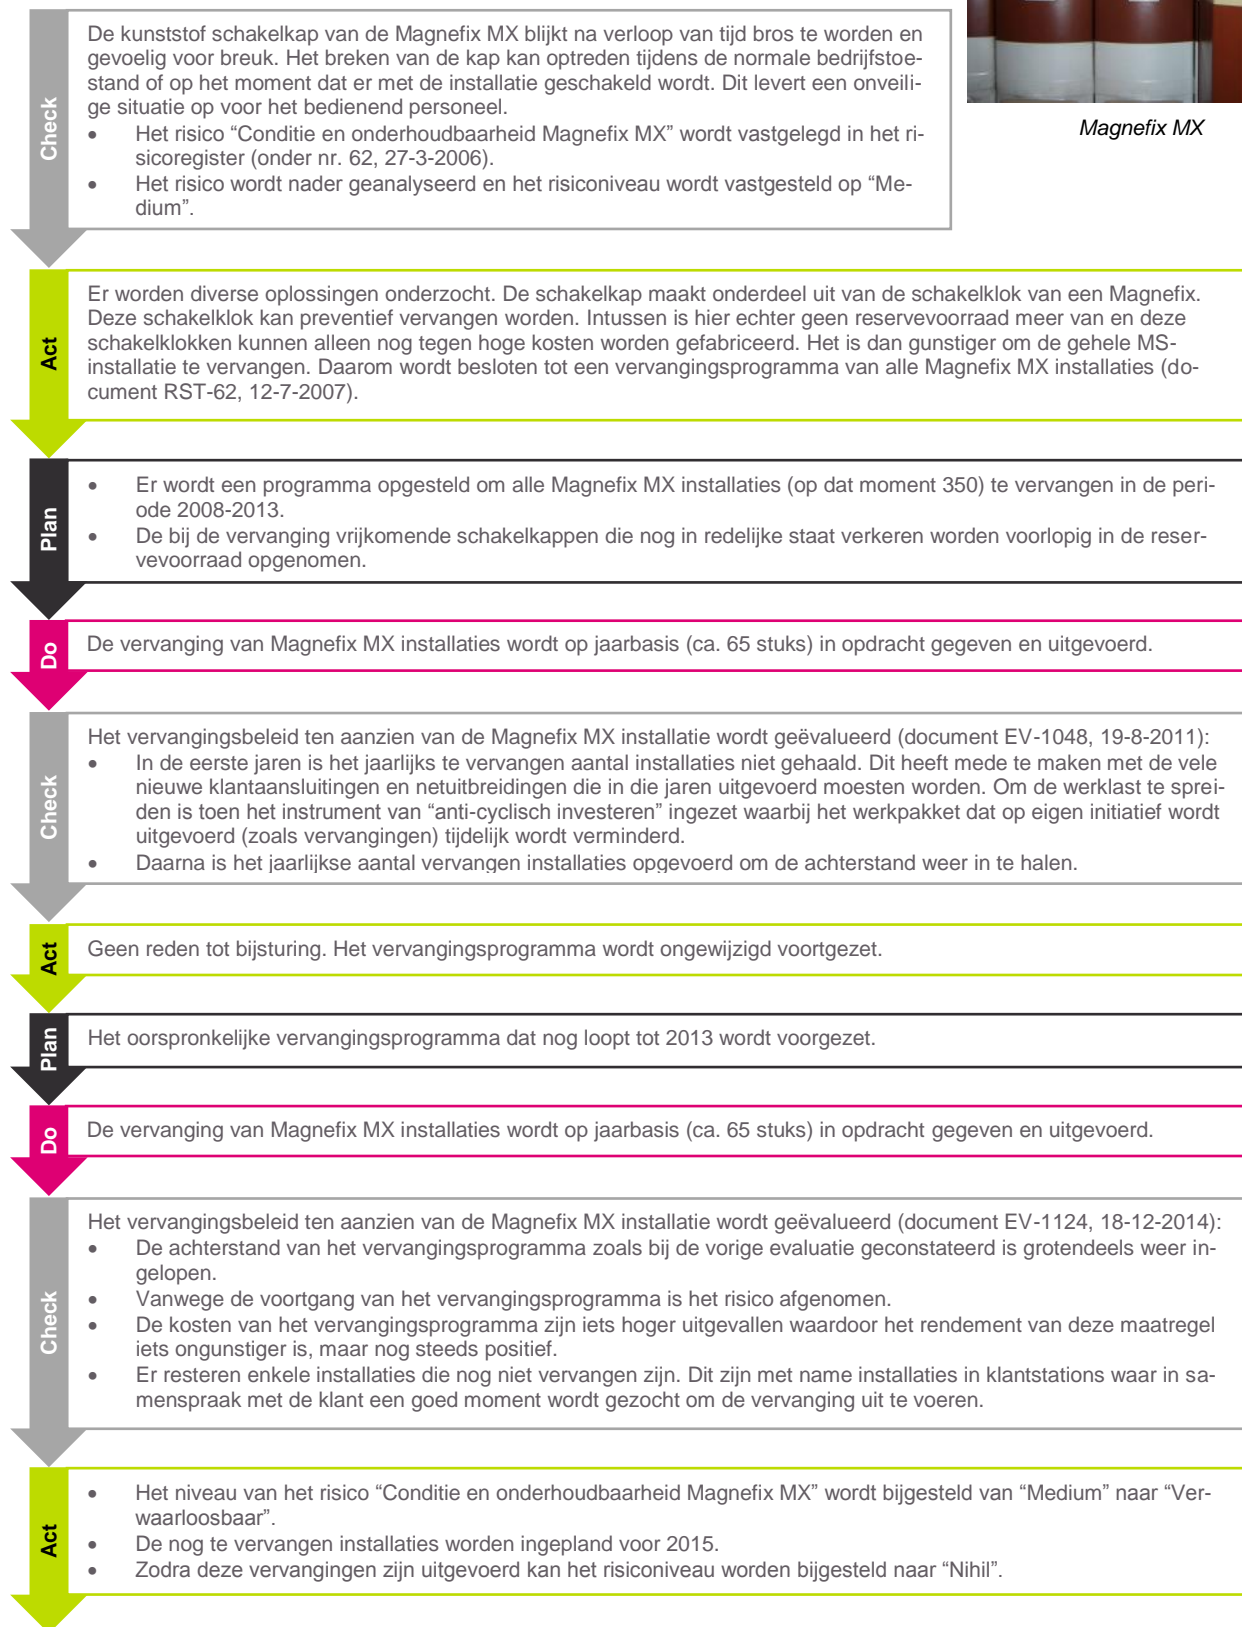 Magnefix MX
Check
De kunststof schakelkap van de Magnefix MX blijkt na verloop van tijd bros te worden en
gevoelig voor breuk. Het breken van de kap kan optreden tijdens de normale bedrijfstoe-
stand of op het moment dat er met de installatie geschakeld wordt. Dit levert een onveili-
ge situatie op voor het bedienend personeel.
• Het risico “Conditie en onderhoudbaarheid Magnefix MX” wordt vastgelegd in het ri-
sicoregister (onder nr. 62, 27-3-2006).
• Het risico wordt nader geanalyseerd en het risiconiveau wordt vastgesteld op “Me-
dium”.
Act
Er worden diverse oplossingen onderzocht. De schakelkap maakt onderdeel uit van de schakelklok van een Magnefix.
Deze schakelklok kan preventief vervangen worden. Intussen is hier echter geen reservevoorraad meer van en deze
schakelklokken kunnen alleen nog tegen hoge kosten worden gefabriceerd. Het is dan gunstiger om de gehele MS-
installatie te vervangen. Daarom wordt besloten tot een vervangingsprogramma van alle Magnefix MX installaties (do-
cument RST-62, 12-7-2007).
Plan
• Er wordt een programma opgesteld om alle Magnefix MX installaties (op dat moment 350) te vervangen in de peri-
ode 2008-2013.
• De bij de vervanging vrijkomende schakelkappen die nog in redelijke staat verkeren worden voorlopig in de reser-
vevoorraad opgenomen.
Do
De vervanging van Magnefix MX installaties wordt op jaarbasis (ca. 65 stuks) in opdracht gegeven en uitgevoerd.
Check
Het vervangingsbeleid ten aanzien van de Magnefix MX installatie wordt geëvalueerd (document EV-1048, 19-8-2011):
• In de eerste jaren is het jaarlijks te vervangen aantal installaties niet gehaald. Dit heeft mede te maken met de vele
nieuwe klantaansluitingen en netuitbreidingen die in die jaren uitgevoerd moesten worden. Om de werklast te sprei-
den is toen het instrument van “anti-cyclisch investeren” ingezet waarbij het werkpakket dat op eigen initiatief wordt
uitgevoerd (zoals vervangingen) tijdelijk wordt verminderd.
• Daarna is het jaarlijkse aantal vervangen installaties opgevoerd om de achterstand weer in te halen.
Act
Geen reden tot bijsturing. Het vervangingsprogramma wordt ongewijzigd voortgezet.
Plan
Het oorspronkelijke vervangingsprogramma dat nog loopt tot 2013 wordt voorgezet.
Do
De vervanging van Magnefix MX installaties wordt op jaarbasis (ca. 65 stuks) in opdracht gegeven en uitgevoerd.
Check
Het vervangingsbeleid ten aanzien van de Magnefix MX installatie wordt geëvalueerd (document EV-1124, 18-12-2014):
• De achterstand van het vervangingsprogramma zoals bij de vorige evaluatie geconstateerd is grotendeels weer in-
gelopen.
• Vanwege de voortgang van het vervangingsprogramma is het risico afgenomen.
• De kosten van het vervangingsprogramma zijn iets hoger uitgevallen waardoor het rendement van deze maatregel
iets ongunstiger is, maar nog steeds positief.
• Er resteren enkele installaties die nog niet vervangen zijn. Dit zijn met name installaties in klantstations waar in sa-
menspraak met de klant een goed moment wordt gezocht om de vervanging uit te voeren.
Act
• Het niveau van het risico “Conditie en onderhoudbaarheid Magnefix MX” wordt bijgesteld van “Medium” naar “Ver-
waarloosbaar”.
• De nog te vervangen installaties worden ingepland voor 2015.
• Zodra deze vervangingen zijn uitgevoerd kan het risiconiveau worden bijgesteld naar “Nihil”.